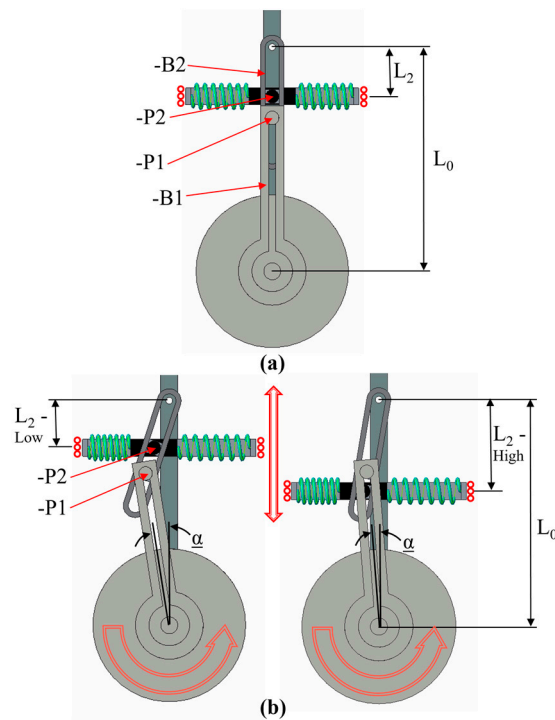 -B2
L2
-P2
-P1
L0
-B1
(a)
L2 -
Low
L2 -
High
-P2
-P1
L0
α
α
(b)